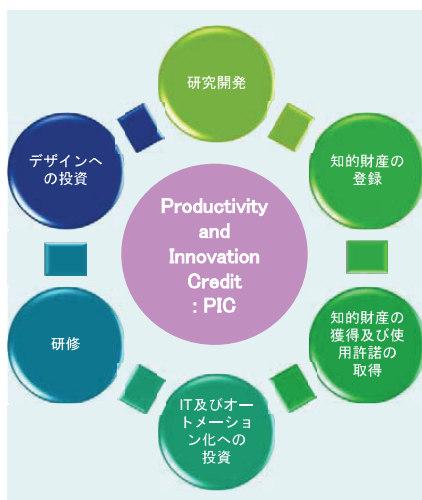 研究開発
デザインへ
の投資
知的財産の
登録
Productivity
and
Innovation
Credit
: PIC
研修
知的財産の
獲得及び使
用許諾の
取得
IT及びオー
トメーショ
ン化への
投資